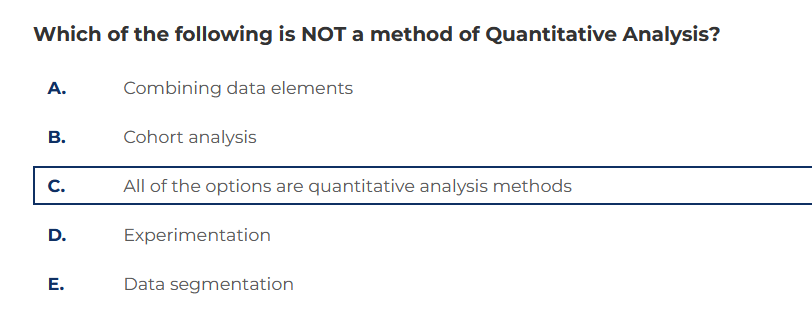 Which of the following is NOT a method of Quantitative Analysis?
A. Combining data elements
B. Cohort analysis
C. All of the options are quantitative analysis methods
D. Experimentation
E. Data segmentation